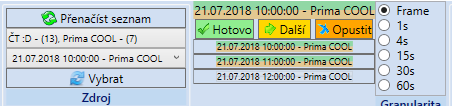 Přenačíst seznam
ČT :D - (13), Prima COOL - (7)
21.07.2018 10:00:00 - Prima COOL
Vybrat
Zdroj
21.07.2018 10:00:00 - Prima COOL
Hotovo
Další
Opustit
21.07.2018 10:00:00 - Prima COOL
21.07.2018 11:00:00 - Prima COOL
21.07.2018 12:00:00 - Prima COOL
Frame
1s
4s
15s
30s
60s
Granularita